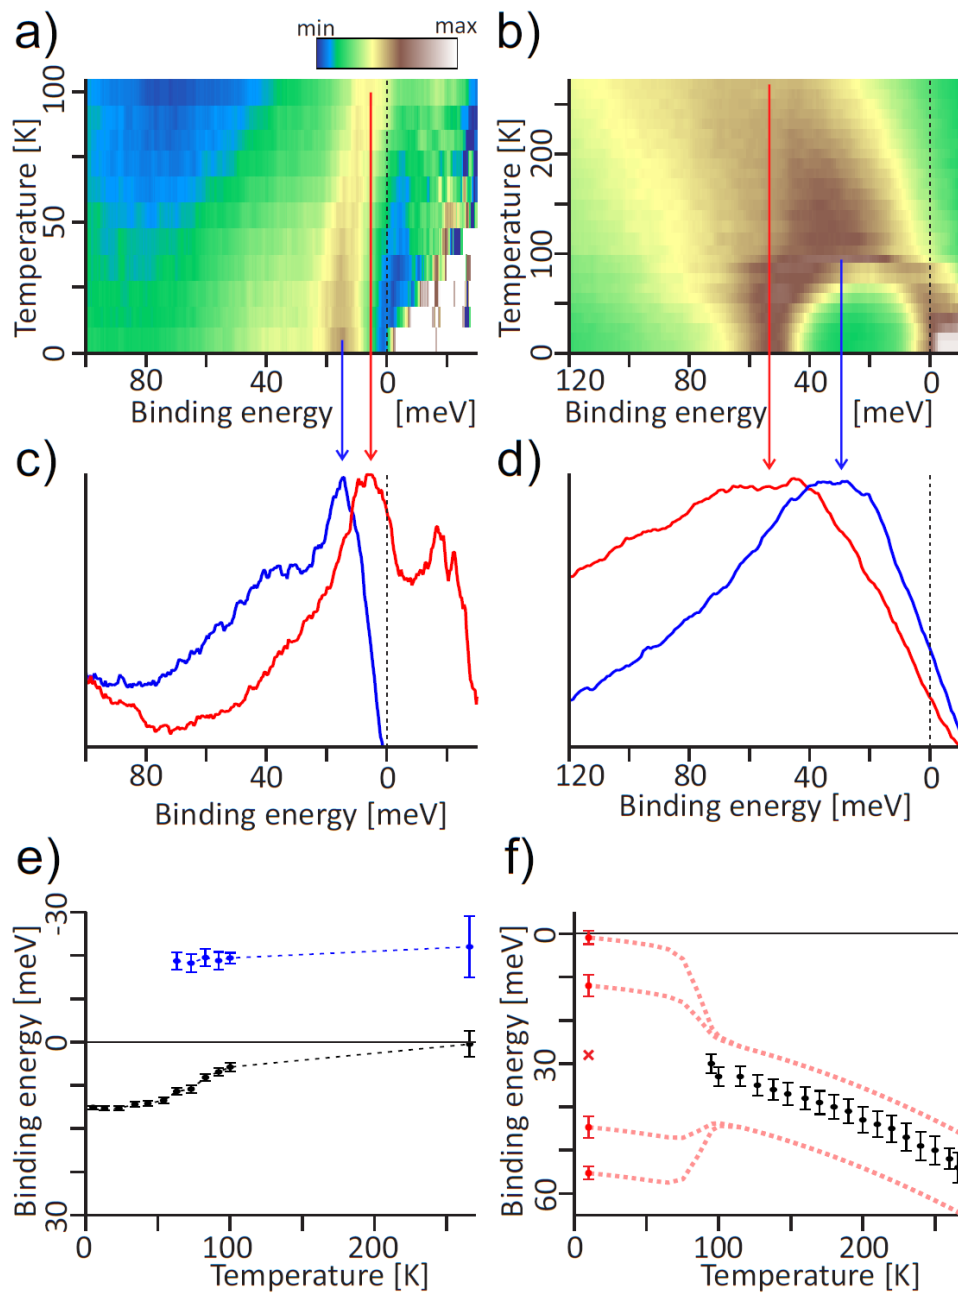 a)
min
max
b)
Temperature [K]
100
50
0
80
40
0
Binding energy
[meV]
Temperature [K]
200
100
0
120
80
40
0
Binding energy
[meV]
c)
80
40
0
Binding energy [meV]
d)
120
80
40
0
Binding energy [meV]
e)
Binding energy [meV]
-30
0
30
0
100
200
Temperature [K]
f)
Binding energy [meV]
0
30
60
0
100
200
Temperature [K]